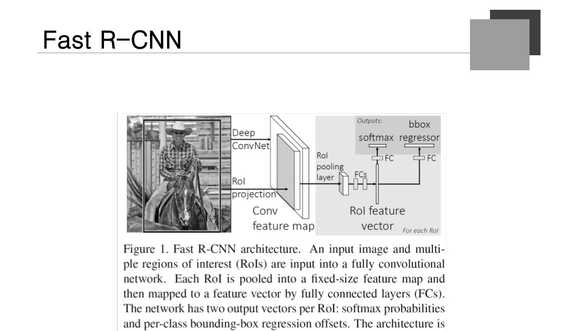 Fast R-CNN
Deep
ConvNet
RoI
projection
Conv
feature map
RoI
pooling
layer
FCs
Outputs:
softmax
bbox
regressor
FC
FC
RoI feature
vector
For each RoI
Figure 1. Fast R-CNN architecture. An input image and multi-
ple regions of interest (RoIs) are input into a fully convolutional
network. Each RoI is pooled into a fixed-size feature map and
then mapped to a feature vector by fully connected layers (FCs).
The network has two output vectors per RoI: softmax probabilities
and per-class bounding-box regression offsets. The architecture is